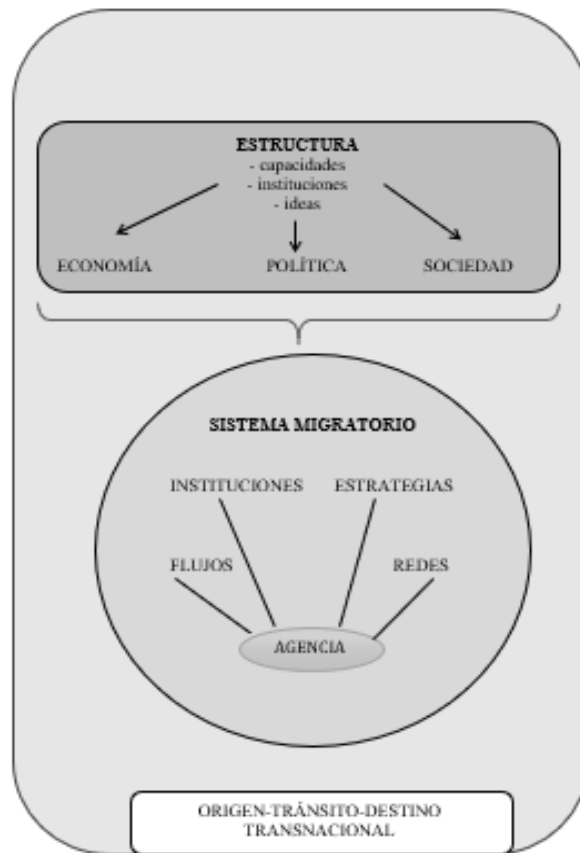 ESTRUCTURA
- capacidades
- instituciones
- ideas
ECONOMÍA POLÍTICA SOCIEDAD
SISTEMA MIGRATORIO
INSTITUCIONES ESTRATEGIAS
FLUJOS REDES
AGENCIA
ORIGEN-TRÁNSITO-DESTINO
TRANSNACIONAL